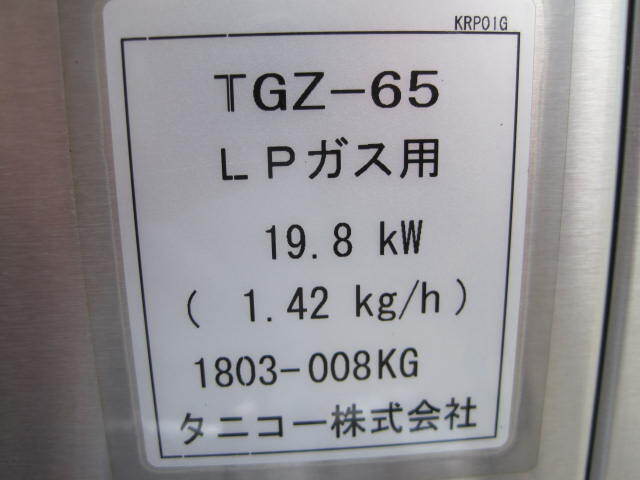 KRP01G
TGZ-65
LPガス用
19.8 kW
( 1.42 kg/h )
1803-008KG
タニコー株式会社